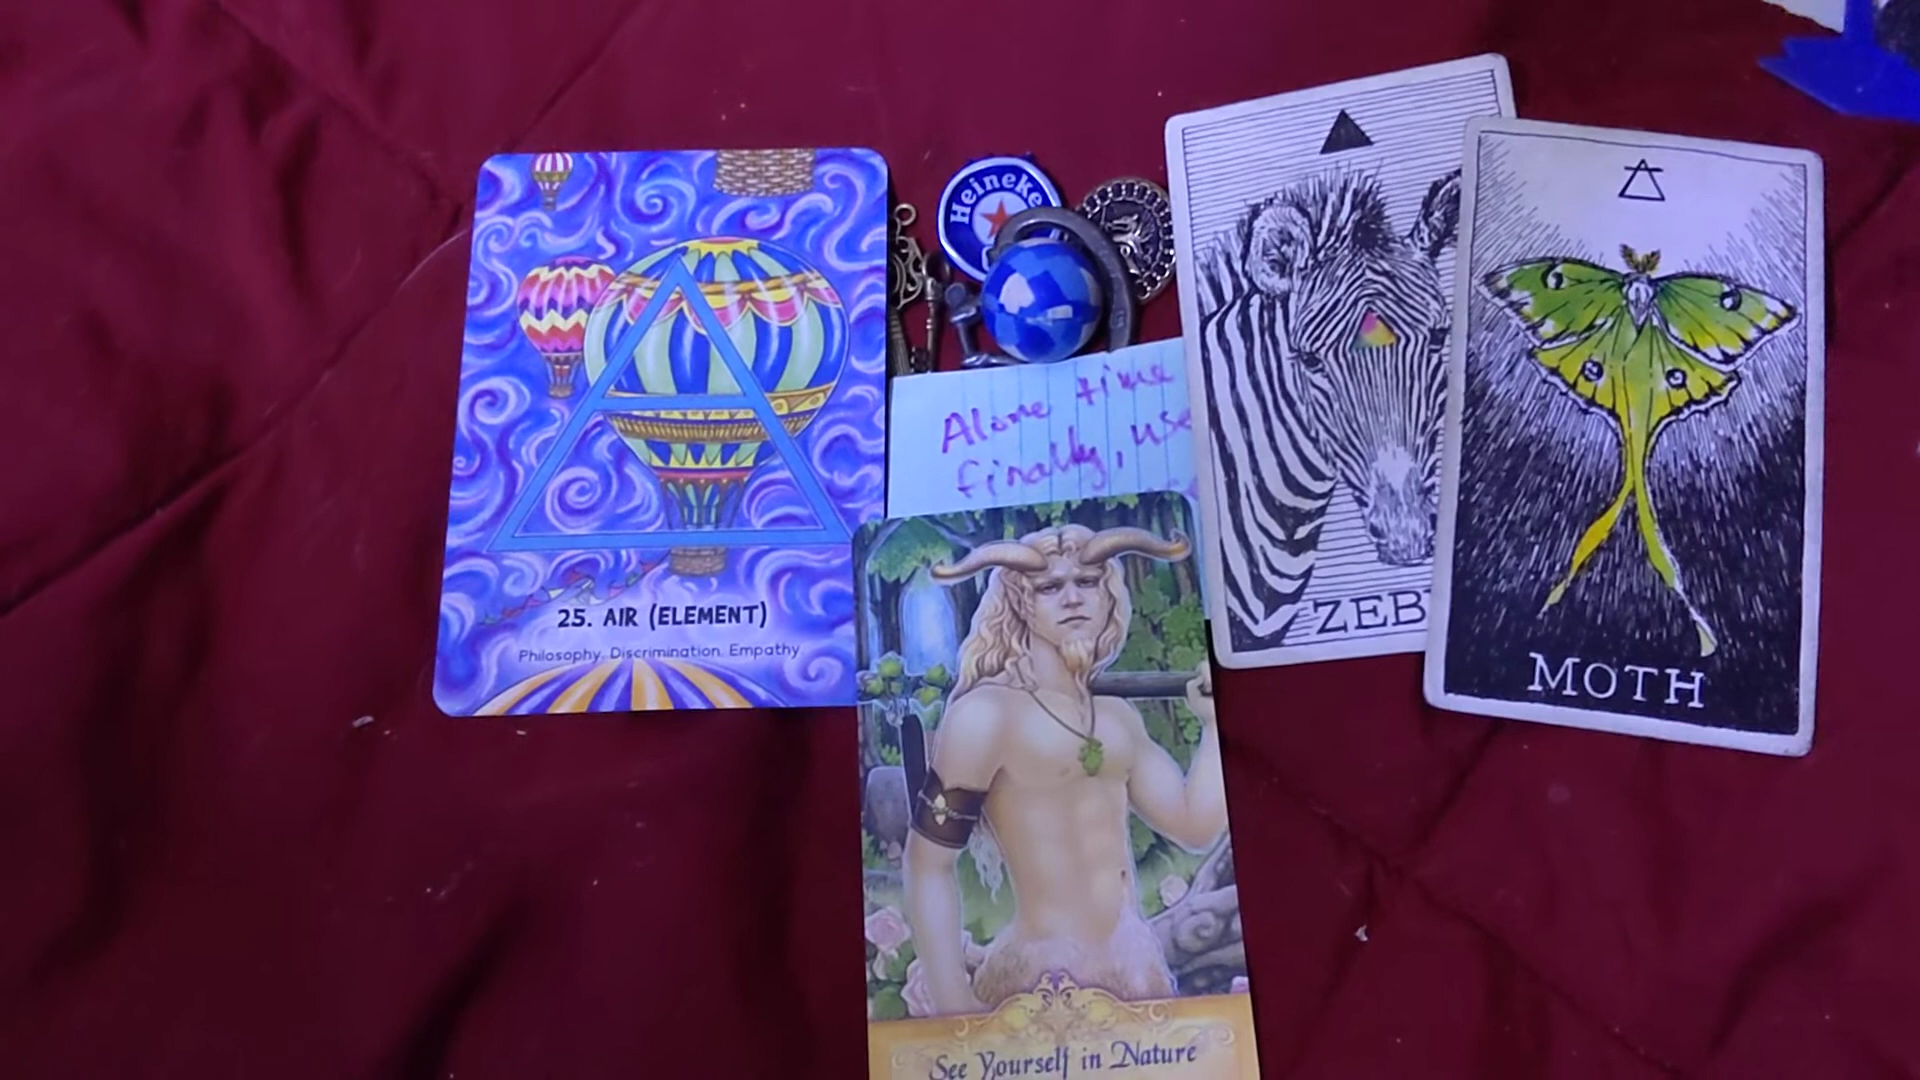 Heineke
Alone time
finally, use
25. AIR (ELEMENT)
Philosophy. Discrimination. Empathy
ZEB
MOTH
See Yourself in Nature